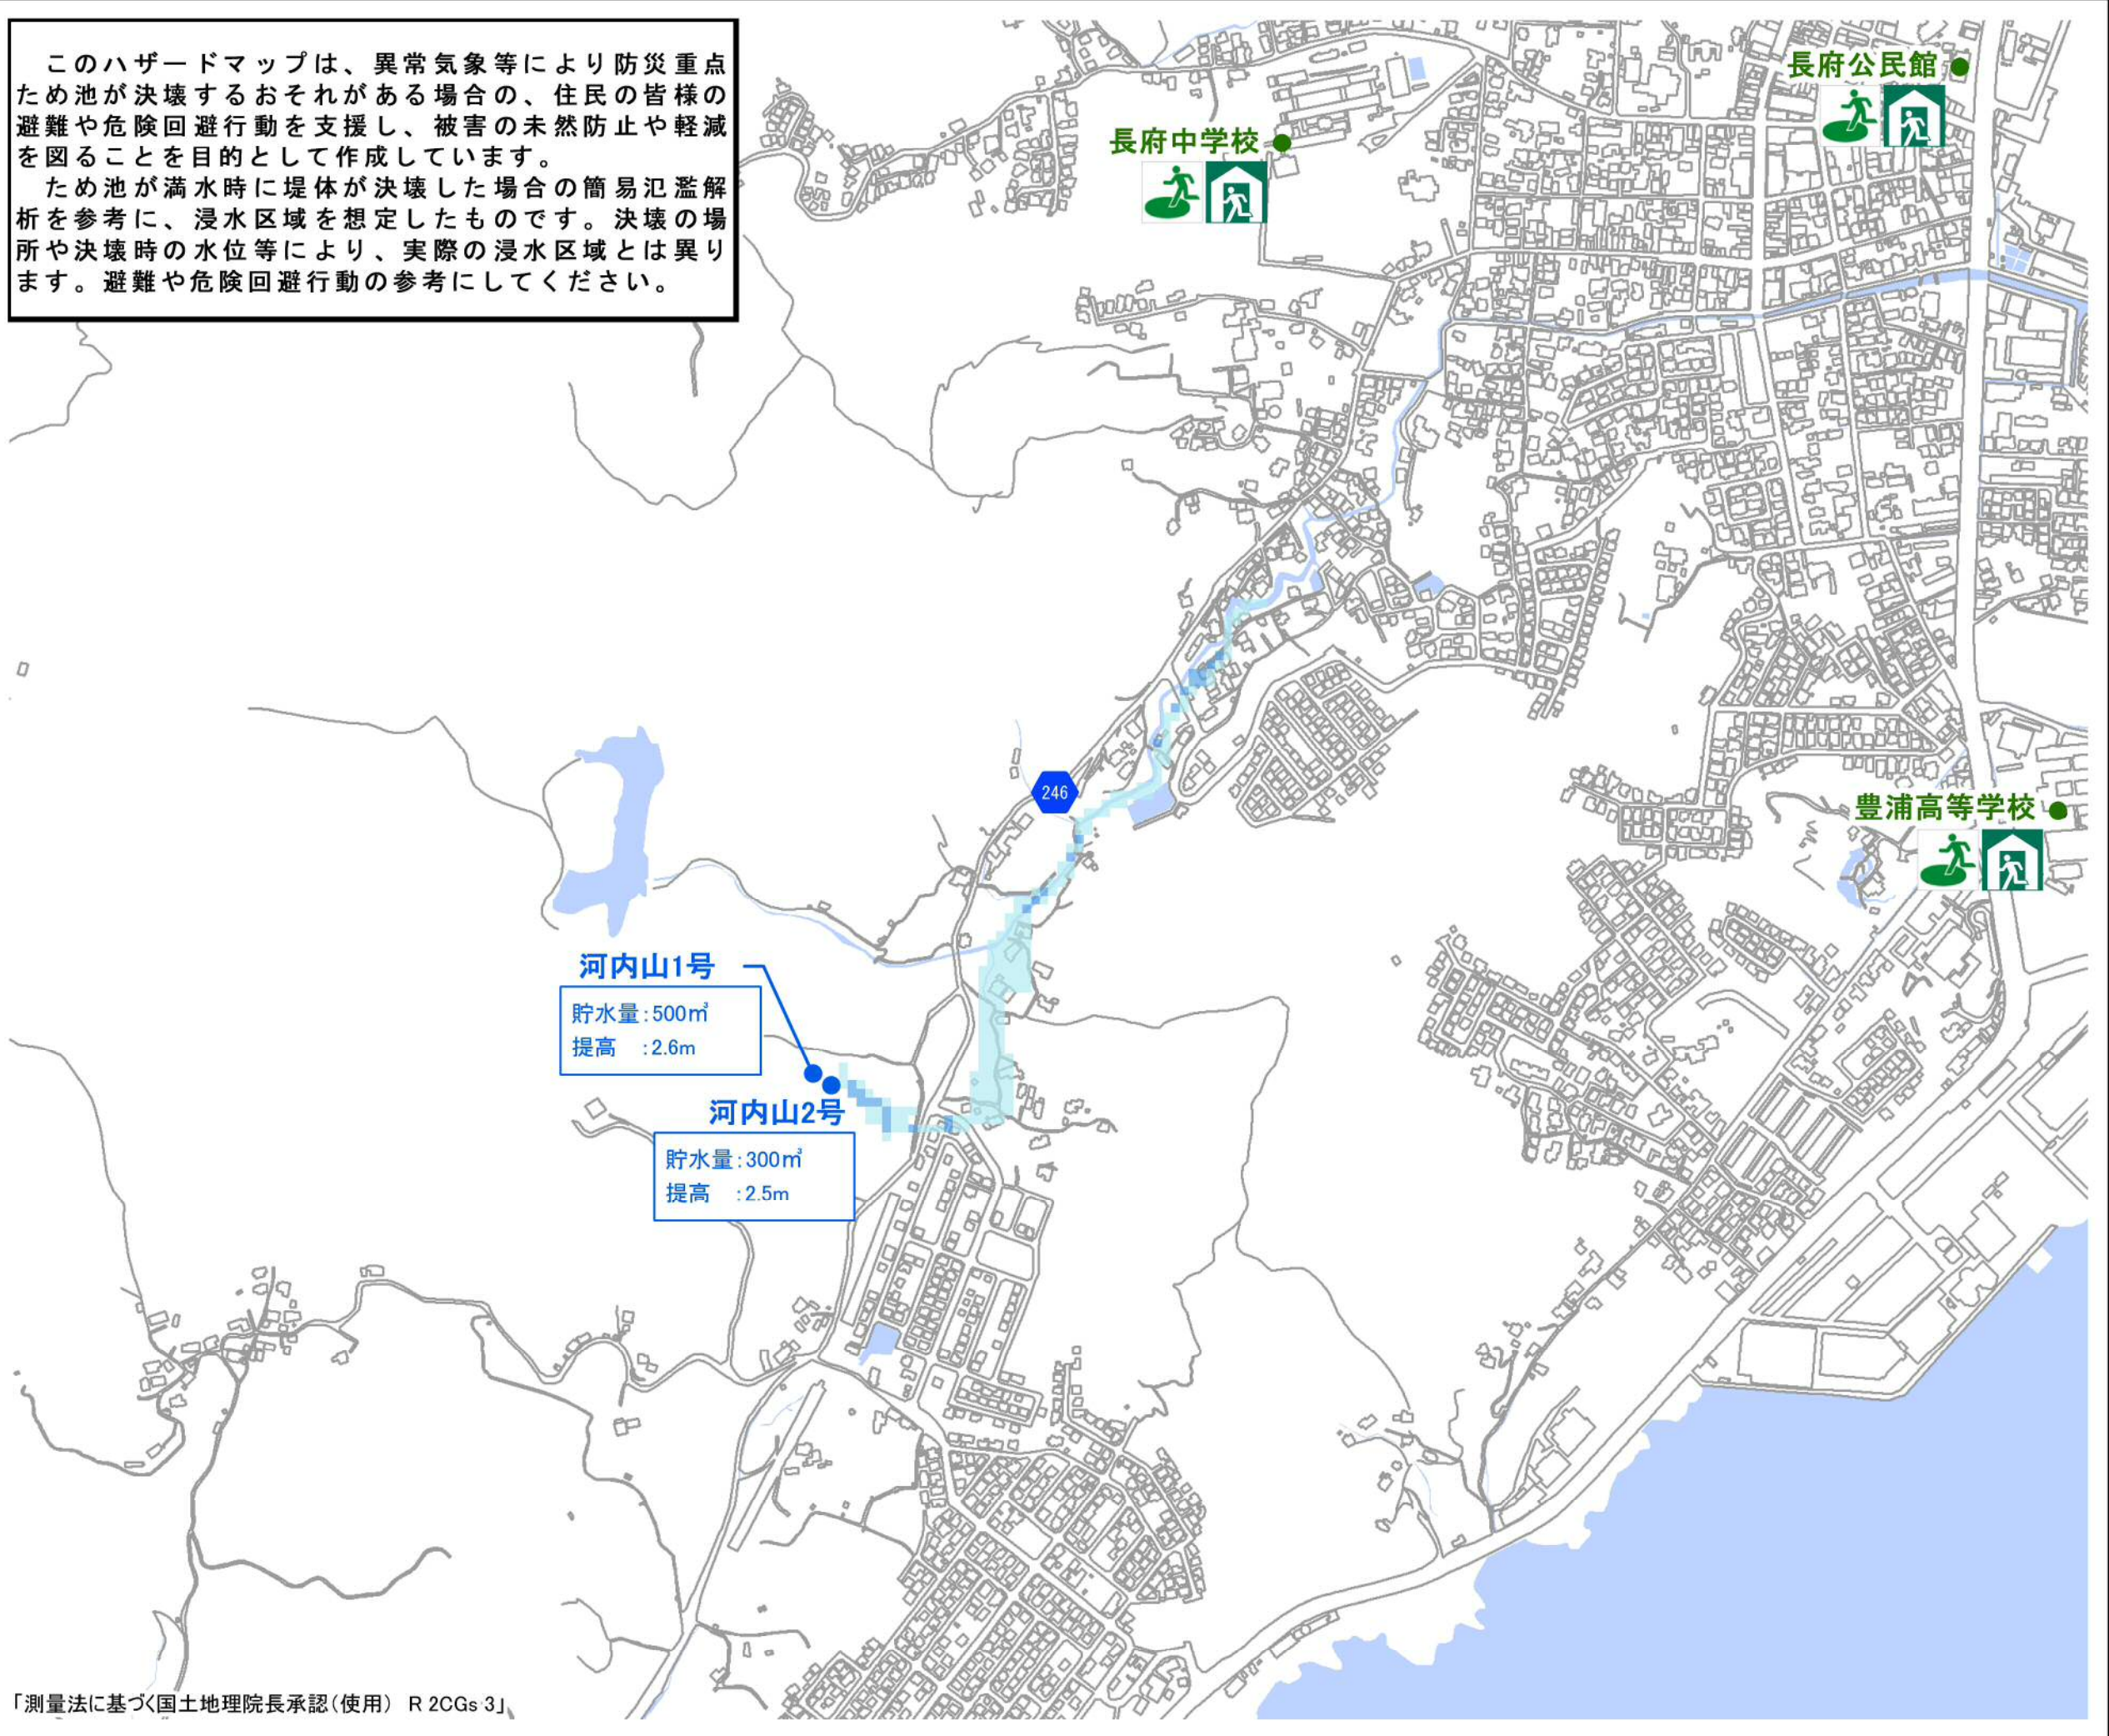 このハザードマップは、異常気象等により防災重点
ため池が決壊するおそれがある場合の、住民の皆様の
避難や危険回避行動を支援し、被害の未然防止や軽減
を図ることを目的として作成しています。
ため池が満水時に堤体が決壊した場合の簡易氾濫解
析を参考に、浸水区域を想定したものです。決壊の場
所や決壊時の水位等により、実際の浸水区域とは異り
ます。避難や危険回避行動の参考にしてください。
長府公民館
長府中学校
246
豊浦高等学校
河内山1号
貯水量:500㎥
提高 :2.6m
河内山2号
貯水量:300㎥
提高 :2.5m
「測量法に基づく国土地理院長承認(使用) R 2CGs 3」